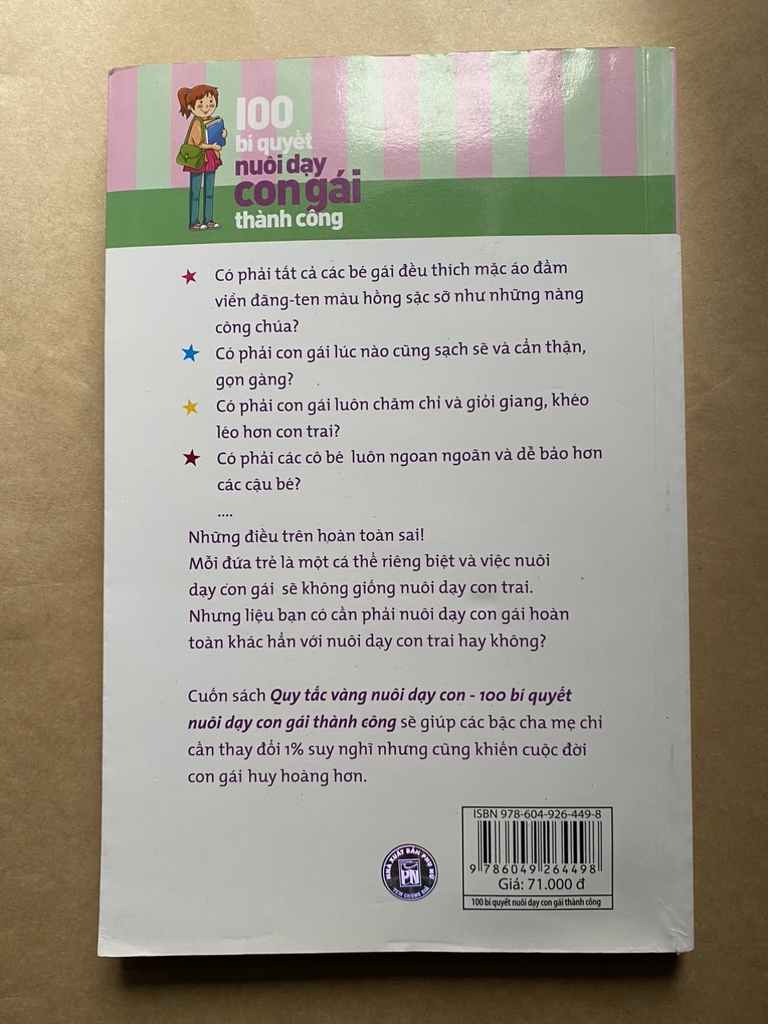 100
bí quyết
nuôi dạy
con gái
thành công
Có phải tất cả các bé gái đều thích mặc áo đầm
viền đăng-ten màu hồng sặc sỡ như những nàng
công chúa?
Có phải con gái lúc nào cũng sạch sẽ và cẩn thận,
gọn gàng?
Có phải con gái luôn chăm chỉ và giỏi giang, khéo
léo hơn con trai?
Có phải các cô bé luôn ngoan ngoãn và dễ bảo hơn
các cậu bé?
....
Những điều trên hoàn toàn sai!
Mỗi đứa trẻ là một cá thể riêng biệt và việc nuôi
dạy con gái sẽ không giống nuôi dạy con trai.
Nhưng liệu bạn có cần phải nuôi dạy con gái hoàn
toàn khác hẳn với nuôi dạy con trai hay không?
Cuốn sách Quy tắc vàng nuôi dạy con - 100 bí quyết
nuôi dạy con gái thành công sẽ giúp các bậc cha mẹ chỉ
cần thay đổi 1% suy nghĩ nhưng cũng khiến cuộc đời
con gái huy hoàng hơn.
ISBN 978-604-926-449-8
9 786049 264498
Giá: 71.000 đ
100 bí quyết nuôi dạy con gái thành công
NHÀ XUẤT BẢN PHỤ NỮ
PN
TEM CHỐNG GIẢ